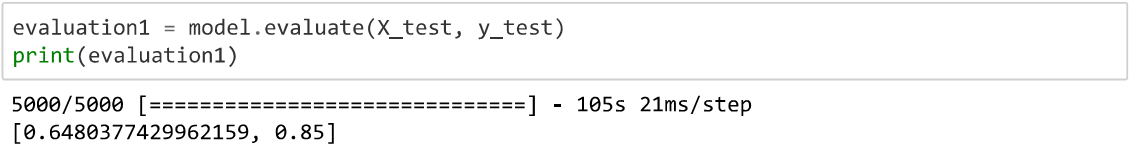 evaluation1 = model.evaluate(X_test, y_test)
print(evaluation1)
5000/5000 [==============================] - 105s 21ms/step
[0.6480377429962159, 0.85]